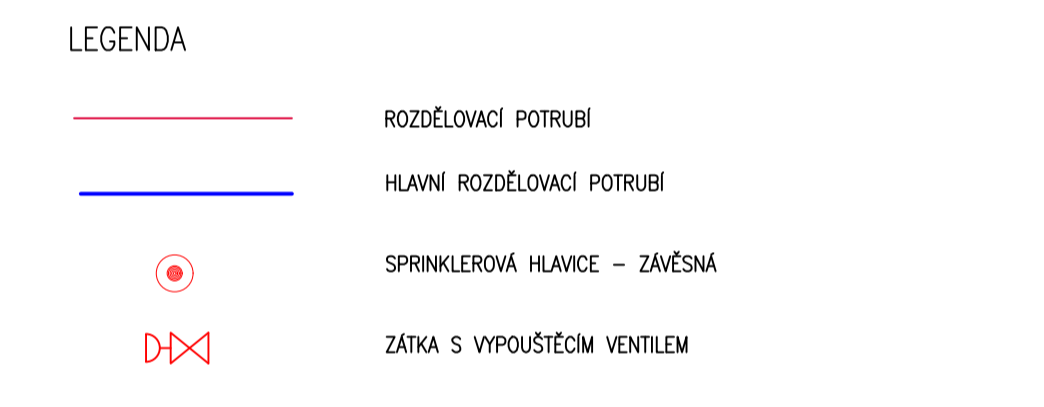 LEGENDA
ROZDĚLOVACÍ POTRUBÍ
HLAVNÍ ROZDĚLOVACÍ POTRUBÍ
SPRINKLEROVÁ HLAVICE – ZÁVĚSNÁ
ZÁTKA S VYPOUŠTĚCÍM VENTILEM